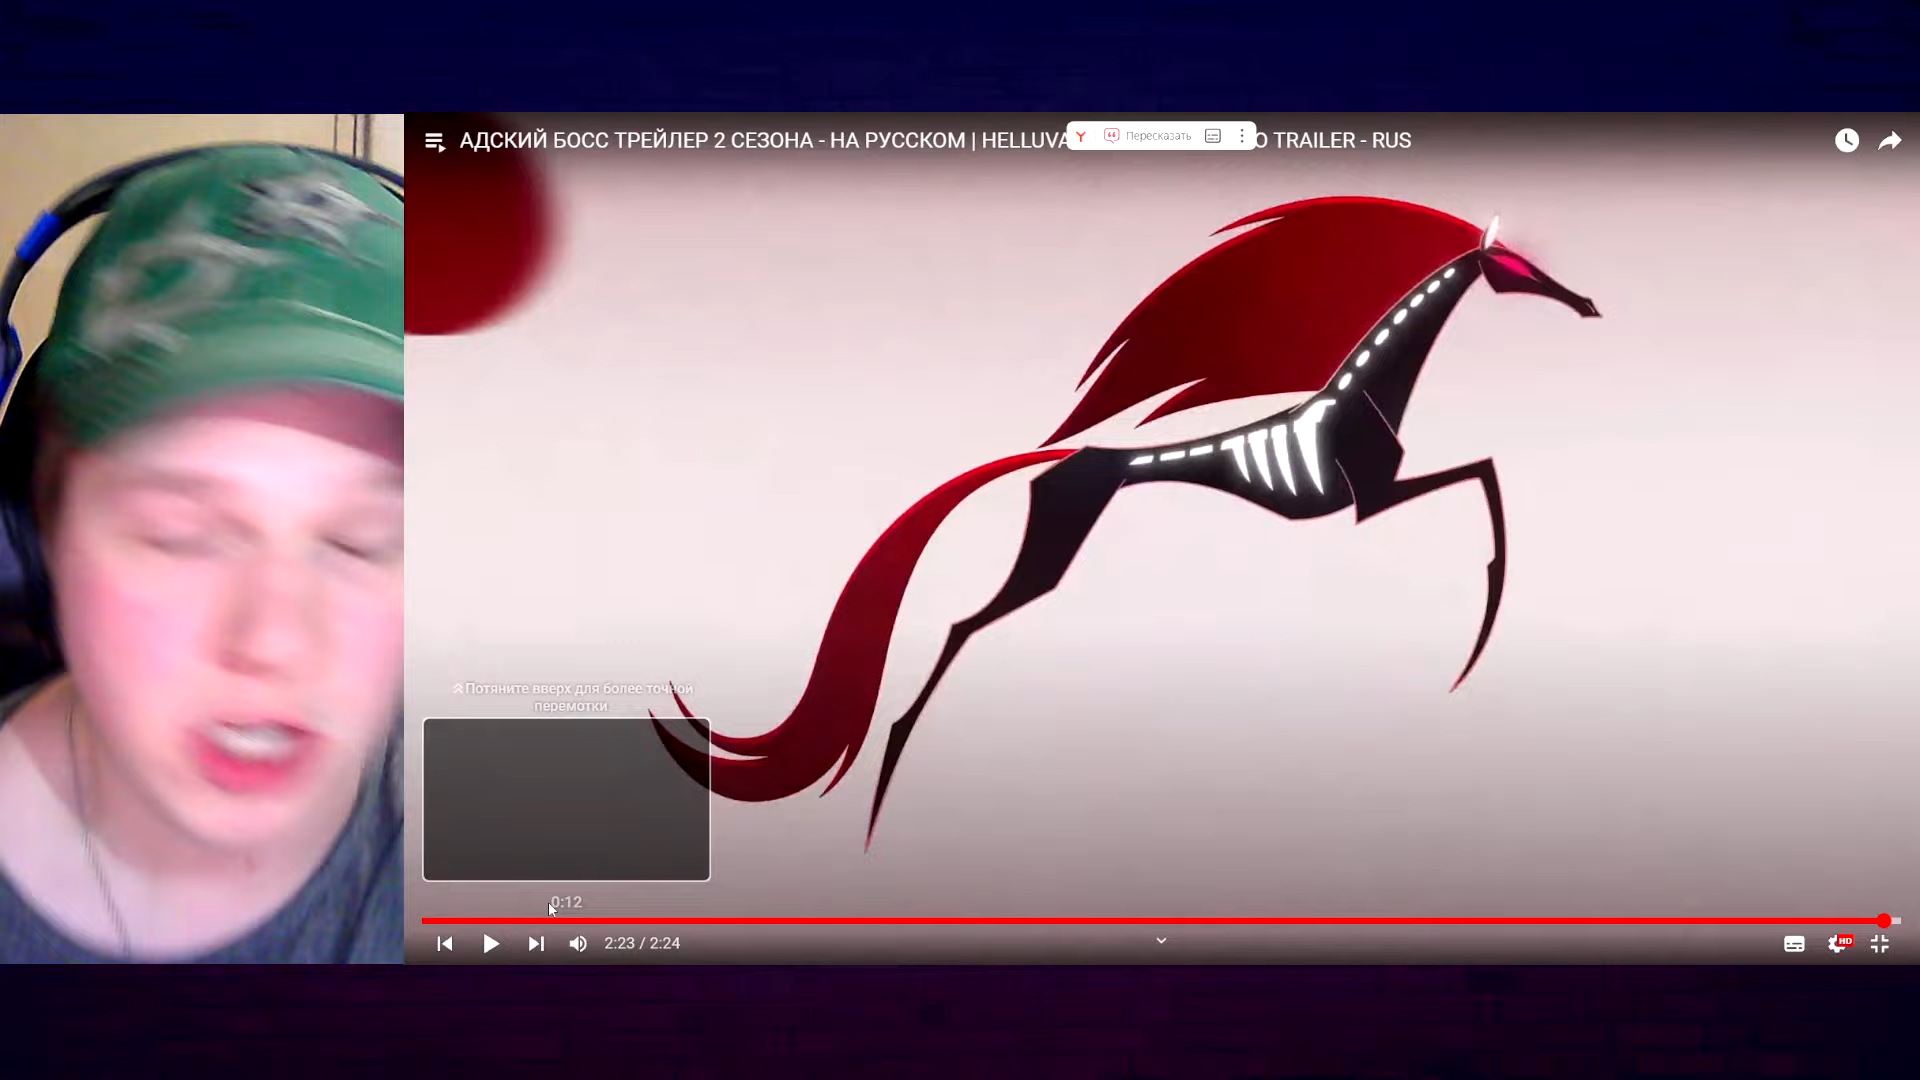 АДСКИЙ БОСС ТРЕЙЛЕР 2 СЕЗОНА - НА РУССКОМ | HELLUVA
Пересказать
O TRAILER - RUS
Потяните вверх для более точной
перемотки
0:12
2:23 / 2:24
HD